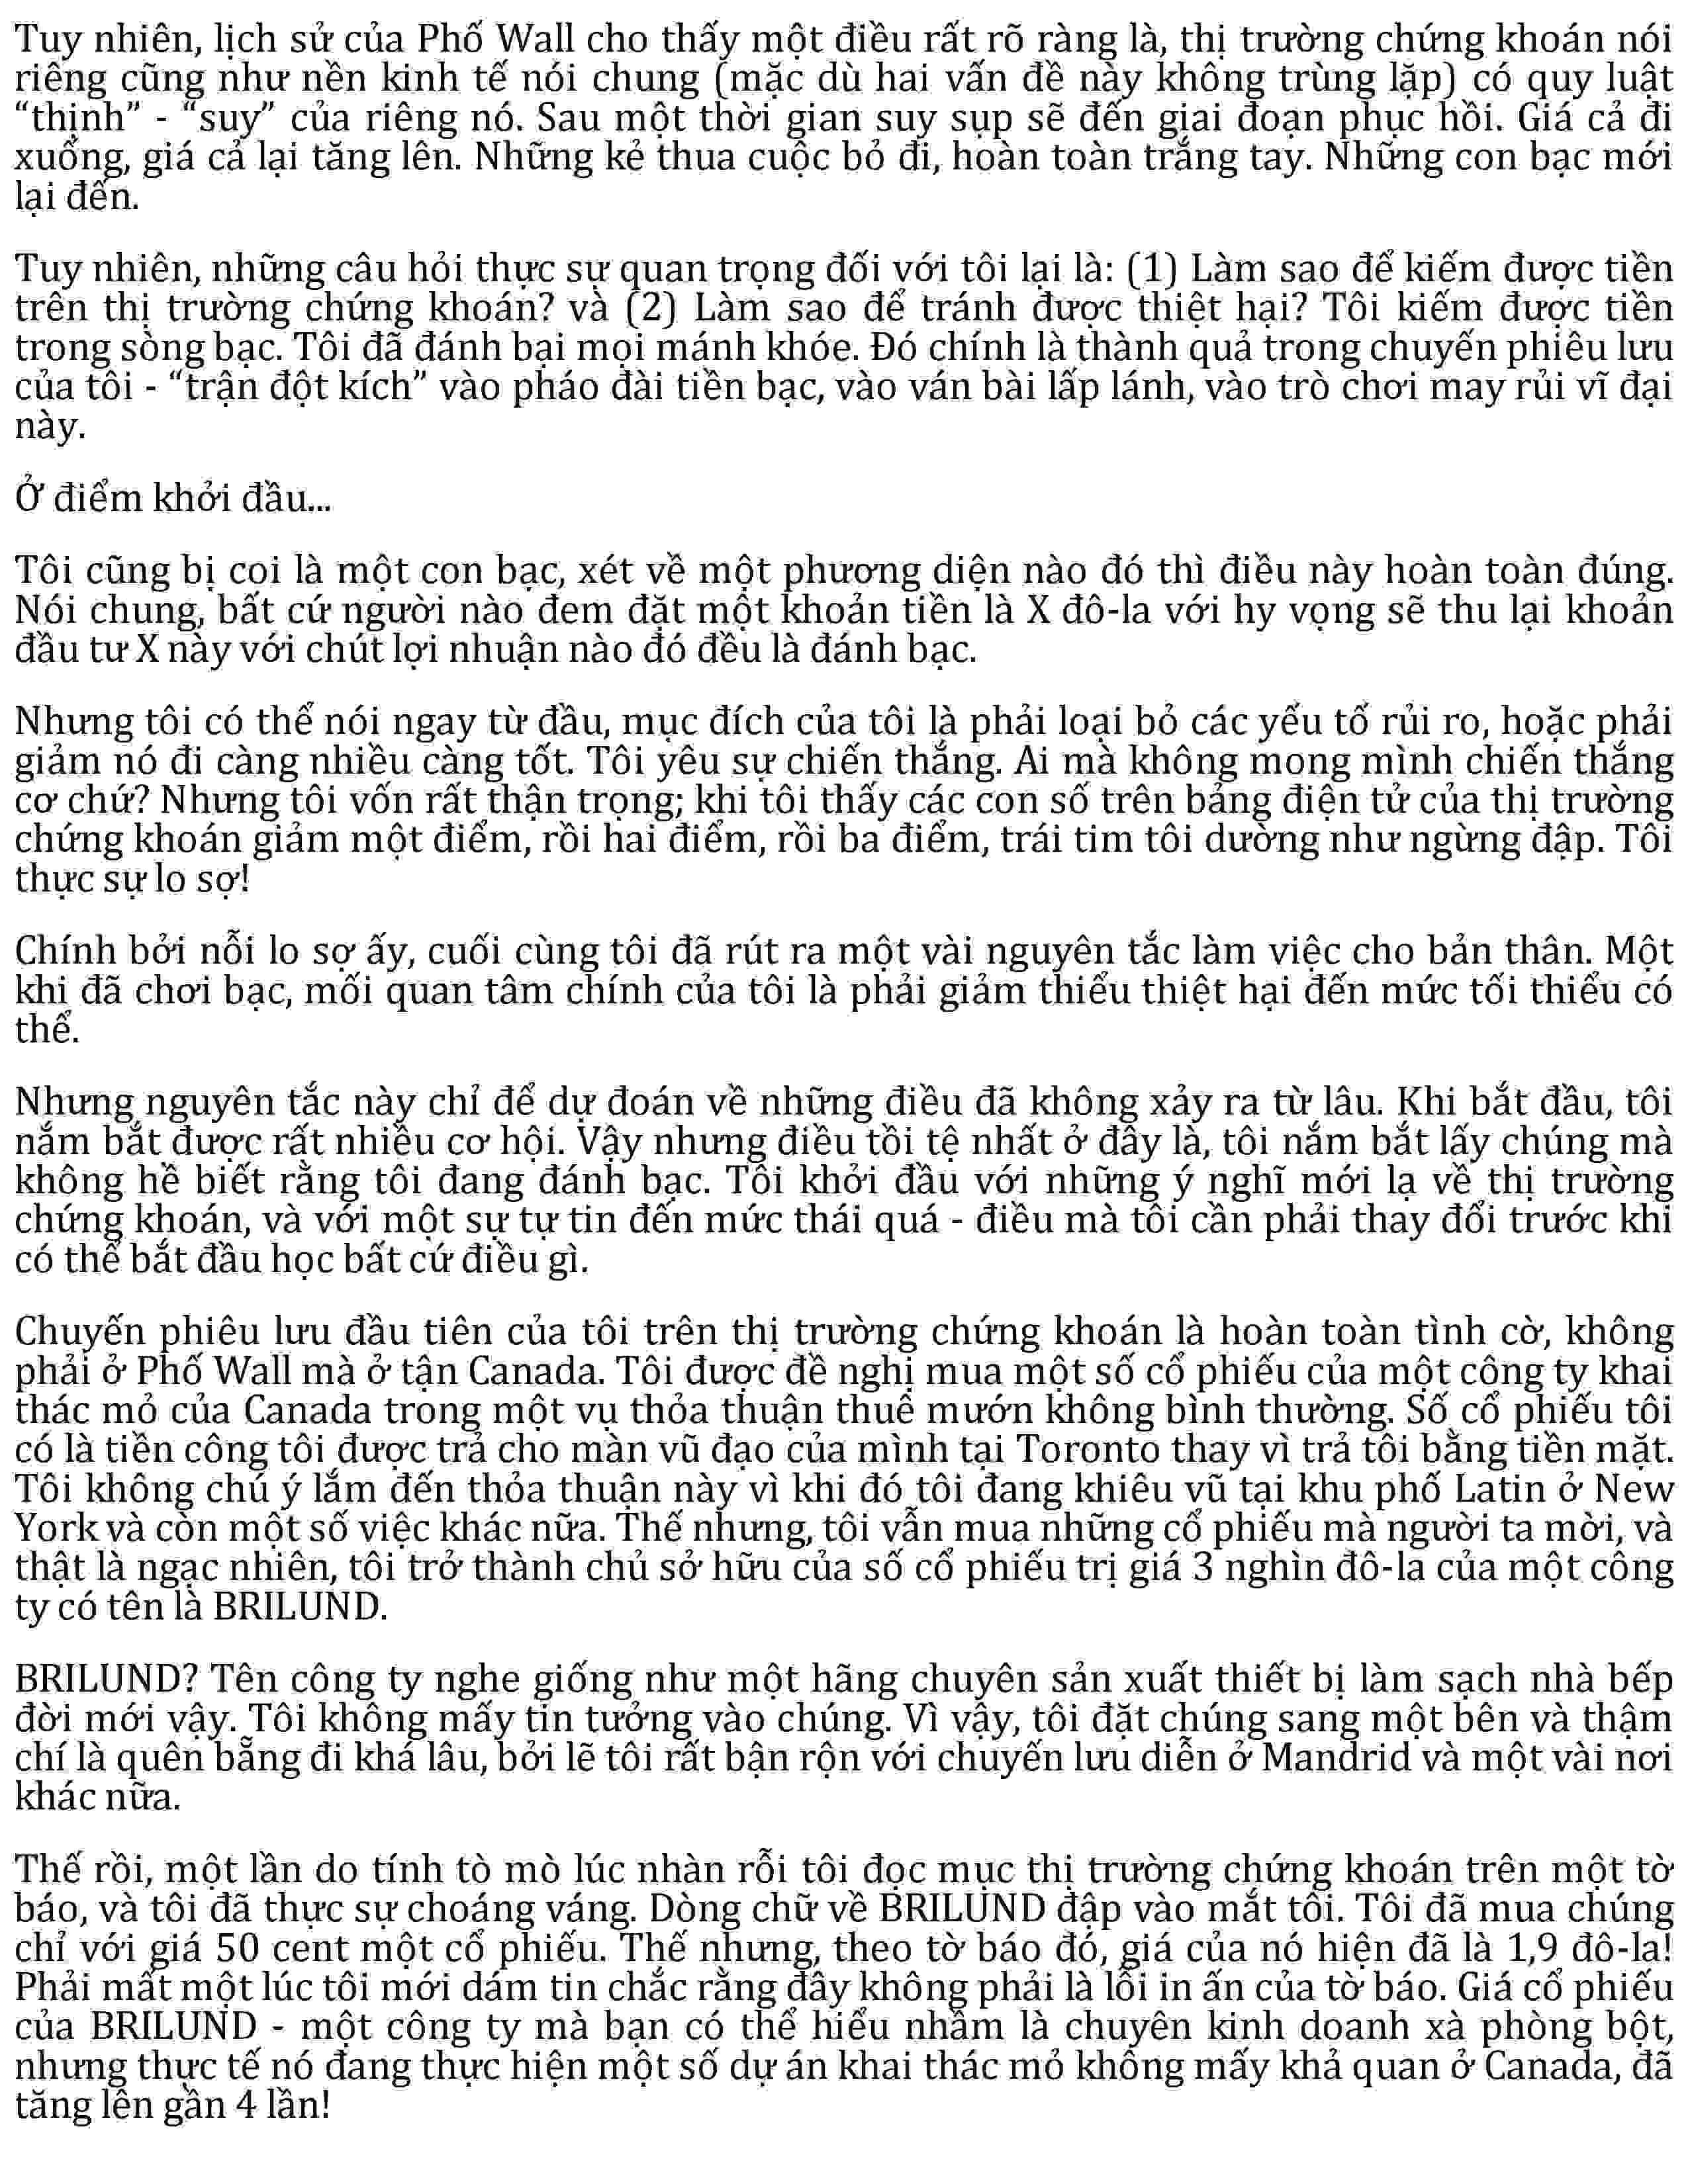 Tuy nhiên, lịch sử của Phố Wall cho thấy một điều rất rõ ràng là, thị trường chứng khoán nói
riêng cũng như nền kinh tế nói chung (mặc dù hai vấn đề này không trùng lặp) có quy luật
“thịnh” - “suy” của riêng nó. Sau một thời gian suy sụp sẽ đến giai đoạn phục hồi. Giá cả đi
xuống, giá cả lại tăng lên. Những kẻ thua cuộc bỏ đi, hoàn toàn trắng tay. Những con bạc mới
lại đến.
Tuy nhiên, những câu hỏi thực sự quan trọng đối với tôi lại là: (1) Làm sao để kiếm được tiền
trên thị trường chứng khoán? và (2) Làm sao để tránh được thiệt hại? Tôi kiếm được tiền
trong sòng bạc. Tôi đã đánh bại mọi mánh khóe. Đó chính là thành quả trong chuyến phiêu lưu
của tôi - “trận đột kích” vào pháo đài tiền bạc, vào ván bài lấp lánh, vào trò chơi may rủi vĩ đại
này.
Ở điểm khởi đầu...
Tôi cũng bị coi là một con bạc, xét về một phương diện nào đó thì điều này hoàn toàn đúng.
Nói chung, bất cứ người nào đem đặt một khoản tiền là X đô-la với hy vọng sẽ thu lại khoản
đầu tư X này với chút lợi nhuận nào đó đều là đánh bạc.
Nhưng tôi có thể nói ngay từ đầu, mục đích của tôi là phải loại bỏ các yếu tố rủi ro, hoặc phải
giảm nó đi càng nhiều càng tốt. Tôi yêu sự chiến thắng. Ai mà không mong mình chiến thắng
cơ chứ? Nhưng tôi vốn rất thận trọng; khi tôi thấy các con số trên bảng điện tử của thị trường
chứng khoán giảm một điểm, rồi hai điểm, rồi ba điểm, trái tim tôi dường như ngừng đập. Tôi
thực sự lo sợ!
Chính bởi nỗi lo sợ ấy, cuối cùng tôi đã rút ra một vài nguyên tắc làm việc cho bản thân. Một
khi đã chơi bạc, mối quan tâm chính của tôi là phải giảm thiểu thiệt hại đến mức tối thiểu có
thể.
Nhưng nguyên tắc này chỉ để dự đoán về những điều đã không xảy ra từ lâu. Khi bắt đầu, tôi
nắm bắt được rất nhiều cơ hội. Vậy nhưng điều tồi tệ nhất ở đây là, tôi nắm bắt lấy chúng mà
không hề biết rằng tôi đang đánh bạc. Tôi khởi đầu với những ý nghĩ mới lạ về thị trường
chứng khoán, và với một sự tự tin đến mức thái quá - điều mà tôi cần phải thay đổi trước khi
có thể bắt đầu học bất cứ điều gì.
Chuyến phiêu lưu đầu tiên của tôi trên thị trường chứng khoán là hoàn toàn tình cờ, không
phải ở Phố Wall mà ở tận Canada. Tôi được đề nghị mua một số cổ phiếu của một công ty khai
thác mỏ của Canada trong một vụ thỏa thuận thuê mướn không bình thường. Số cổ phiếu tôi
có là tiền công tôi được trả cho màn vũ đạo của mình tại Toronto thay vì trả tôi bằng tiền mặt.
Tôi không chú ý lắm đến thỏa thuận này vì khi đó tôi đang khiêu vũ tại khu phố Latin ở New
York và còn một số việc khác nữa. Thế nhưng, tôi vẫn mua những cổ phiếu mà người ta mời, và
thật là ngạc nhiên, tôi trở thành chủ sở hữu của số cổ phiếu trị giá 3 nghìn đô-la của một công
ty có tên là BRILUND.
BRILUND? Tên công ty nghe giống như một hãng chuyên sản xuất thiết bị làm sạch nhà bếp
đời mới vậy. Tôi không mấy tin tưởng vào chúng. Vì vậy, tôi đặt chúng sang một bên và thậm
chí là quên bẵng đi khá lâu, bởi lẽ tôi rất bận rộn với chuyến lưu diễn ở Mandrid và một vài nơi
khác nữa.
Thế rồi, một lần do tính tò mò lúc nhàn rỗi tôi đọc mục thị trường chứng khoán trên một tờ
báo, và tôi đã thực sự choáng váng. Dòng chữ về BRILUND đập vào mắt tôi. Tôi đã mua chúng
chỉ với giá 50 cent một cổ phiếu. Thế nhưng, theo tờ báo đó, giá của nó hiện đã là 1,9 đô-la!
Phải mất một lúc tôi mới dám tin chắc rằng đây không phải là lỗi in ấn của tờ báo. Giá cổ phiếu
của BRILUND - một công ty mà bạn có thể hiểu nhầm là chuyên kinh doanh xà phòng bột,
nhưng thực tế nó đang thực hiện một số dự án khai thác mỏ không mấy khả quan ở Canada, đã
tăng lên gần 4 lần!